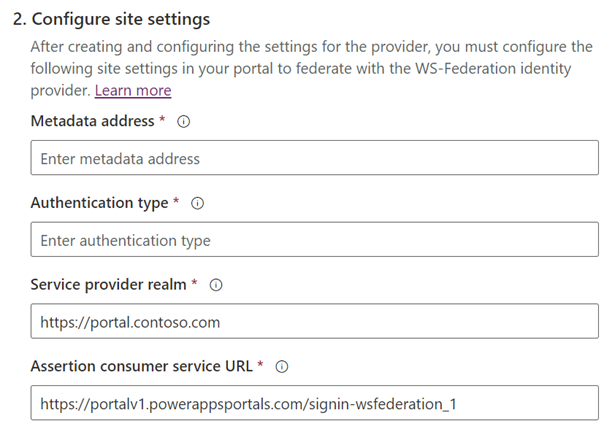 2. Configure site settings
After creating and configuring the settings for the provider, you must configure the
following site settings in your portal to federate with the WS-Federation identity
provider. Learn more
Metadata address *
Enter metadata address
Authentication type *
Enter authentication type
Service provider realm *
https://portal.contoso.com
Assertion consumer service URL *
https://portalv1.powerappsportals.com/signin-wsfederation_1